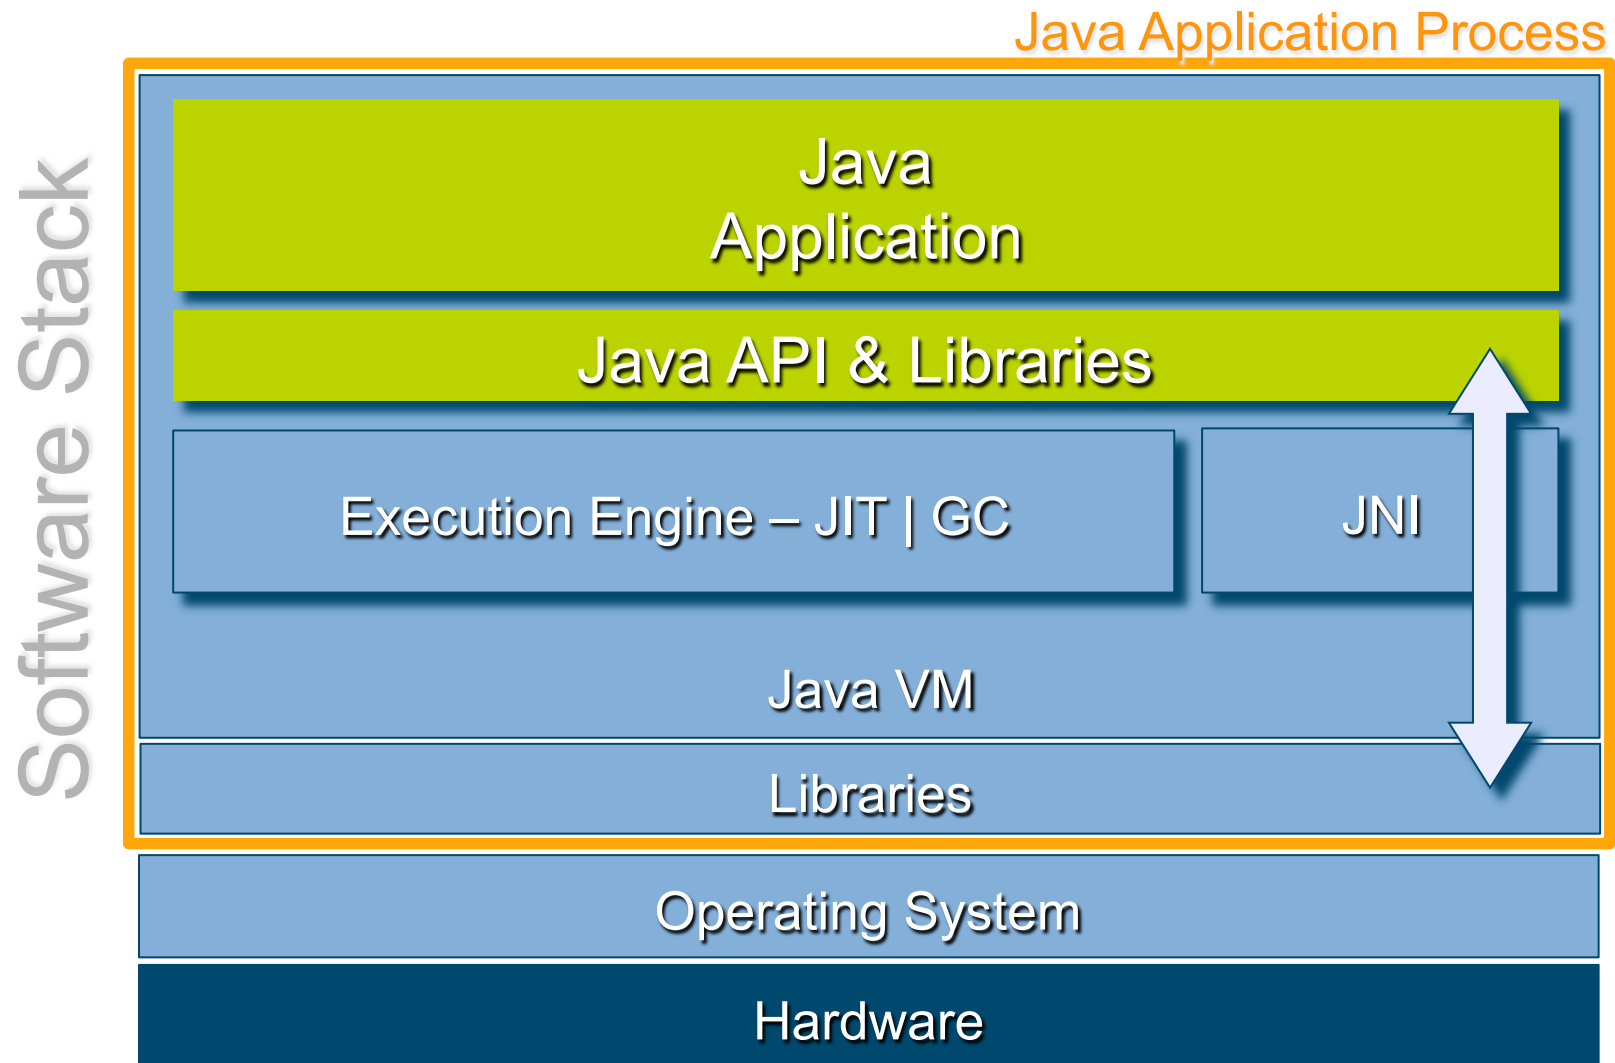 Java Application Process
Software Stack
Java
Application
Java API & Libraries
Execution Engine – JIT | GC
JNI
Java VM
Libraries
Operating System
Hardware